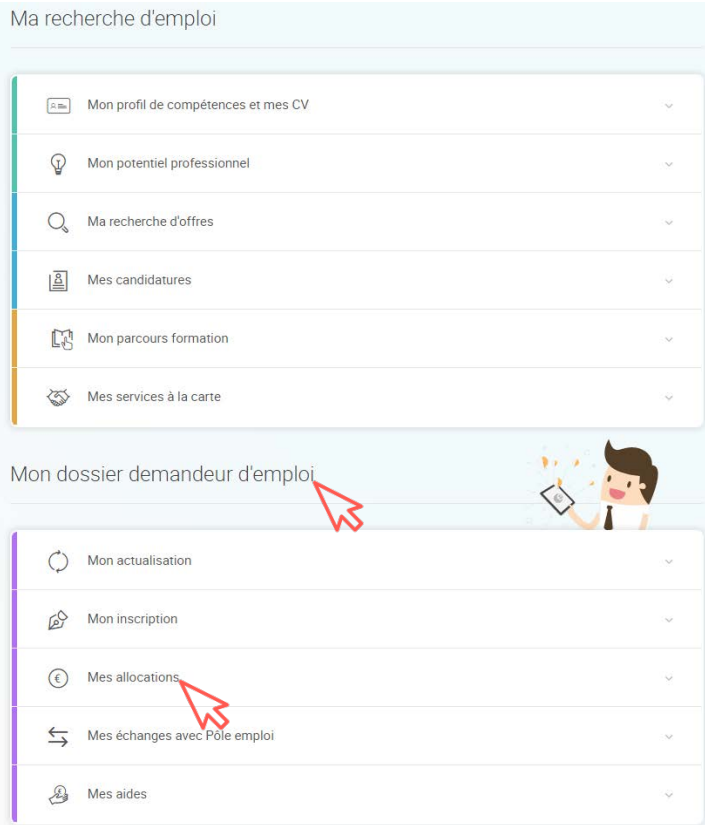 Ma recherche d'emploi
Mon profil de compétences et mes CV
Mon potentiel professionnel
Ma recherche d'offres
Mes candidatures
Mon parcours formation
Mes services à la carte
Mon dossier demandeur d'emploi
Mon actualisation
Mon inscription
Mes allocations
Mes échanges avec Pôle emploi
Mes aides